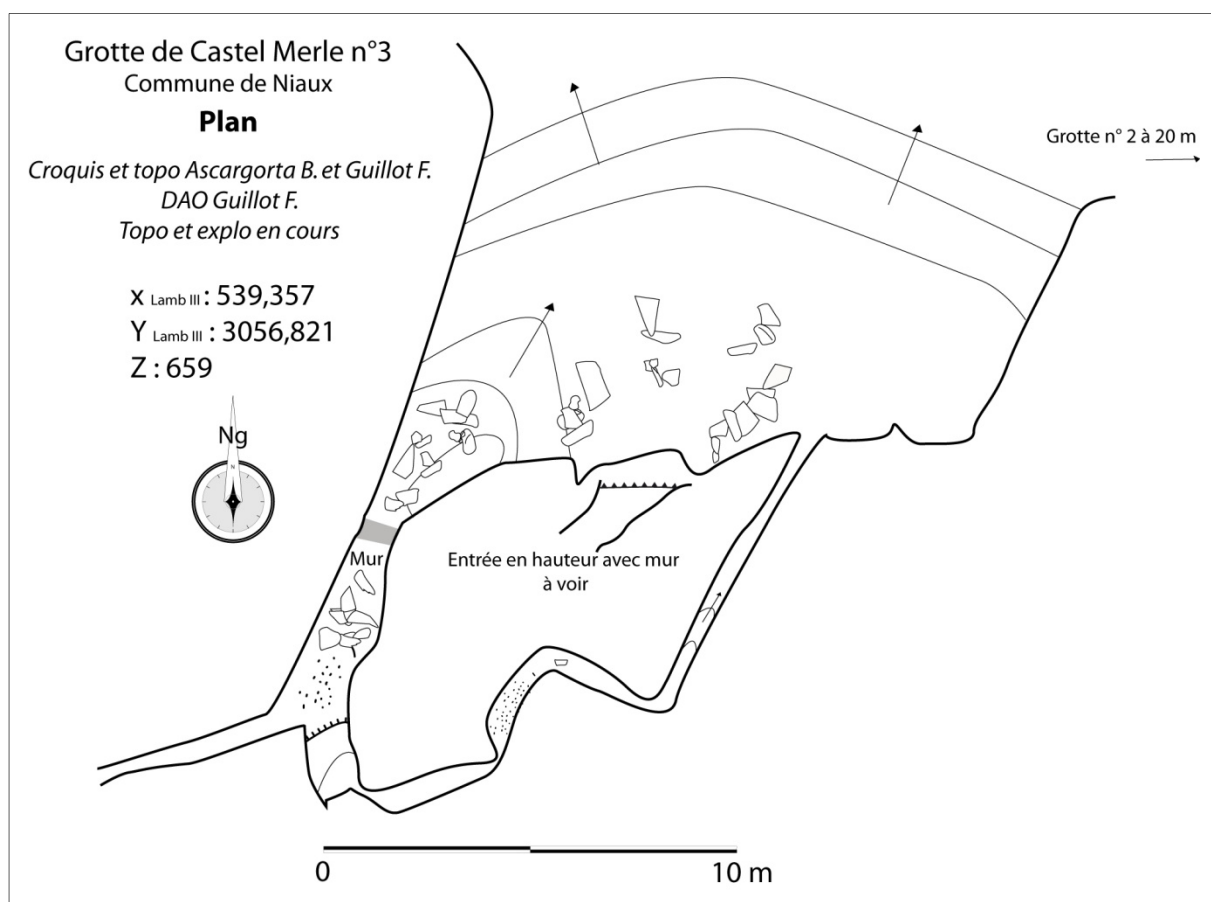 Grotte de Castel Merle n°3
Commune de Niaux
Plan
Croquis et topo Ascargorta B. et Guillot F.
DAO Guillot F.
Topo et explo en cours
x Lamb III : 539,357
Y Lamb III : 3056,821
Z : 659
Ng
N
Grotte n° 2 à 20 m
Mur
Entrée en hauteur avec mur
à voir
0
10 m